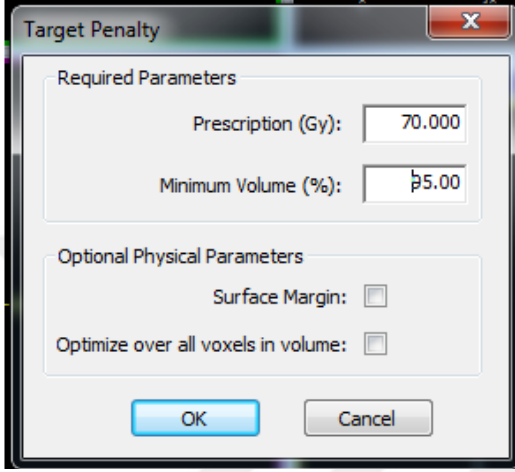 Target Penalty
Required Parameters
Prescription (Gy): 70.000
Minimum Volume (%): 95.00
Optional Physical Parameters
Surface Margin:
Optimize over all voxels in volume:
OK Cancel